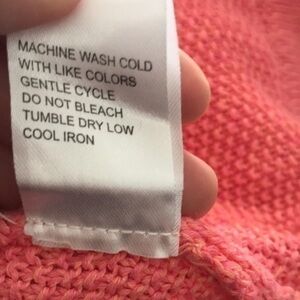 MACHINE WASH COLD
WITH LIKE COLORS
GENTLE CYCLE
DO NOT BLEACH
TUMBLE DRY LOW
COOL IRON